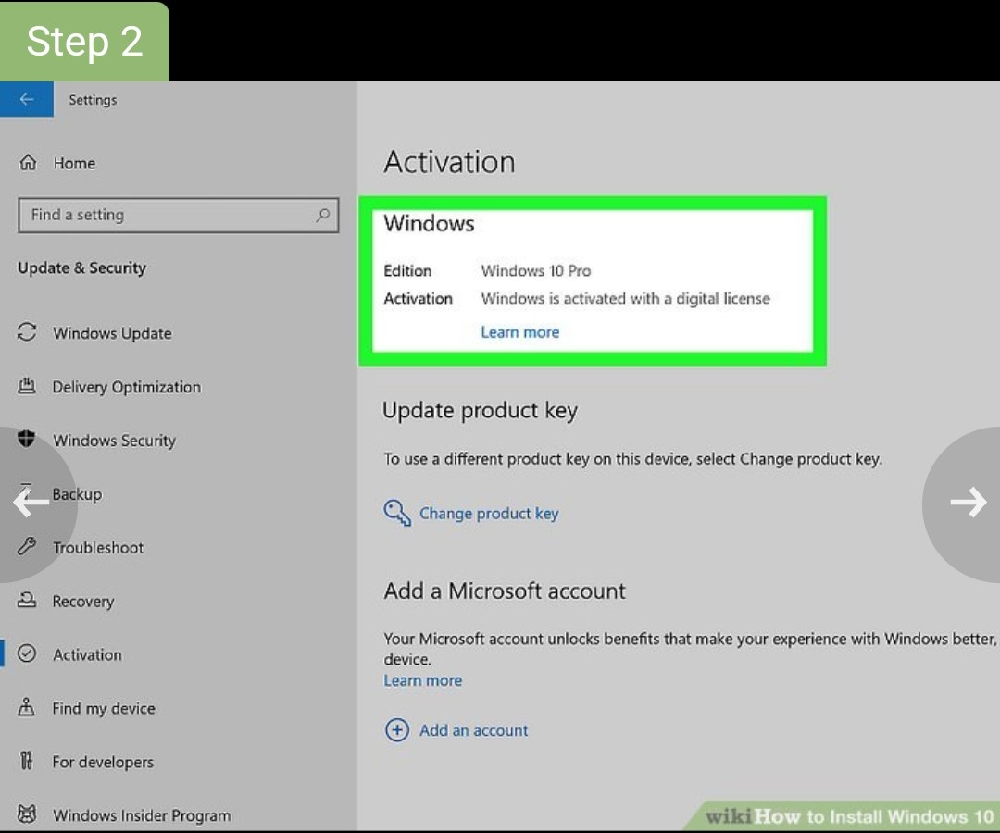 Step 2
Settings
Home
Find a setting
Update & Security
Windows Update
Delivery Optimization
Windows Security
Backup
Troubleshoot
Recovery
Activation
Find my device
For developers
Windows Insider Program
Activation
Windows
Edition Windows 10 Pro
Activation Windows is activated with a digital license
Learn more
Update product key
To use a different product key on this device, select Change product key.
Change product key
Add a Microsoft account
Your Microsoft account unlocks benefits that make your experience with Windows better,
device.
Learn more
Add an account
wikiHow to Install Windows 10